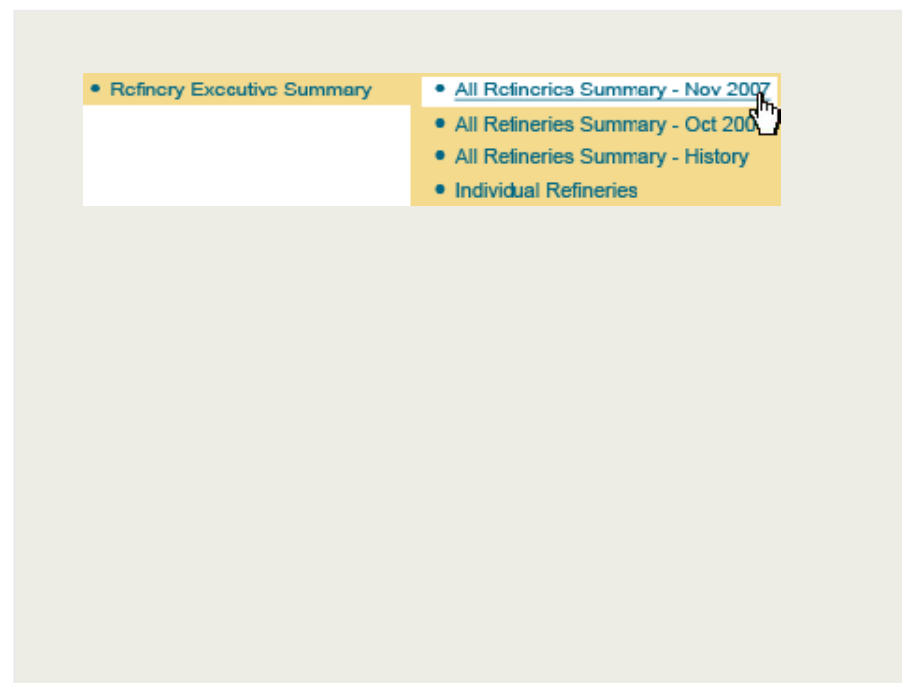 • Refinery Executive Summary
• All Refineries Summary - Nov 2007
• All Refineries Summary - Oct 200
• All Refineries Summary - History
• Individual Refineries